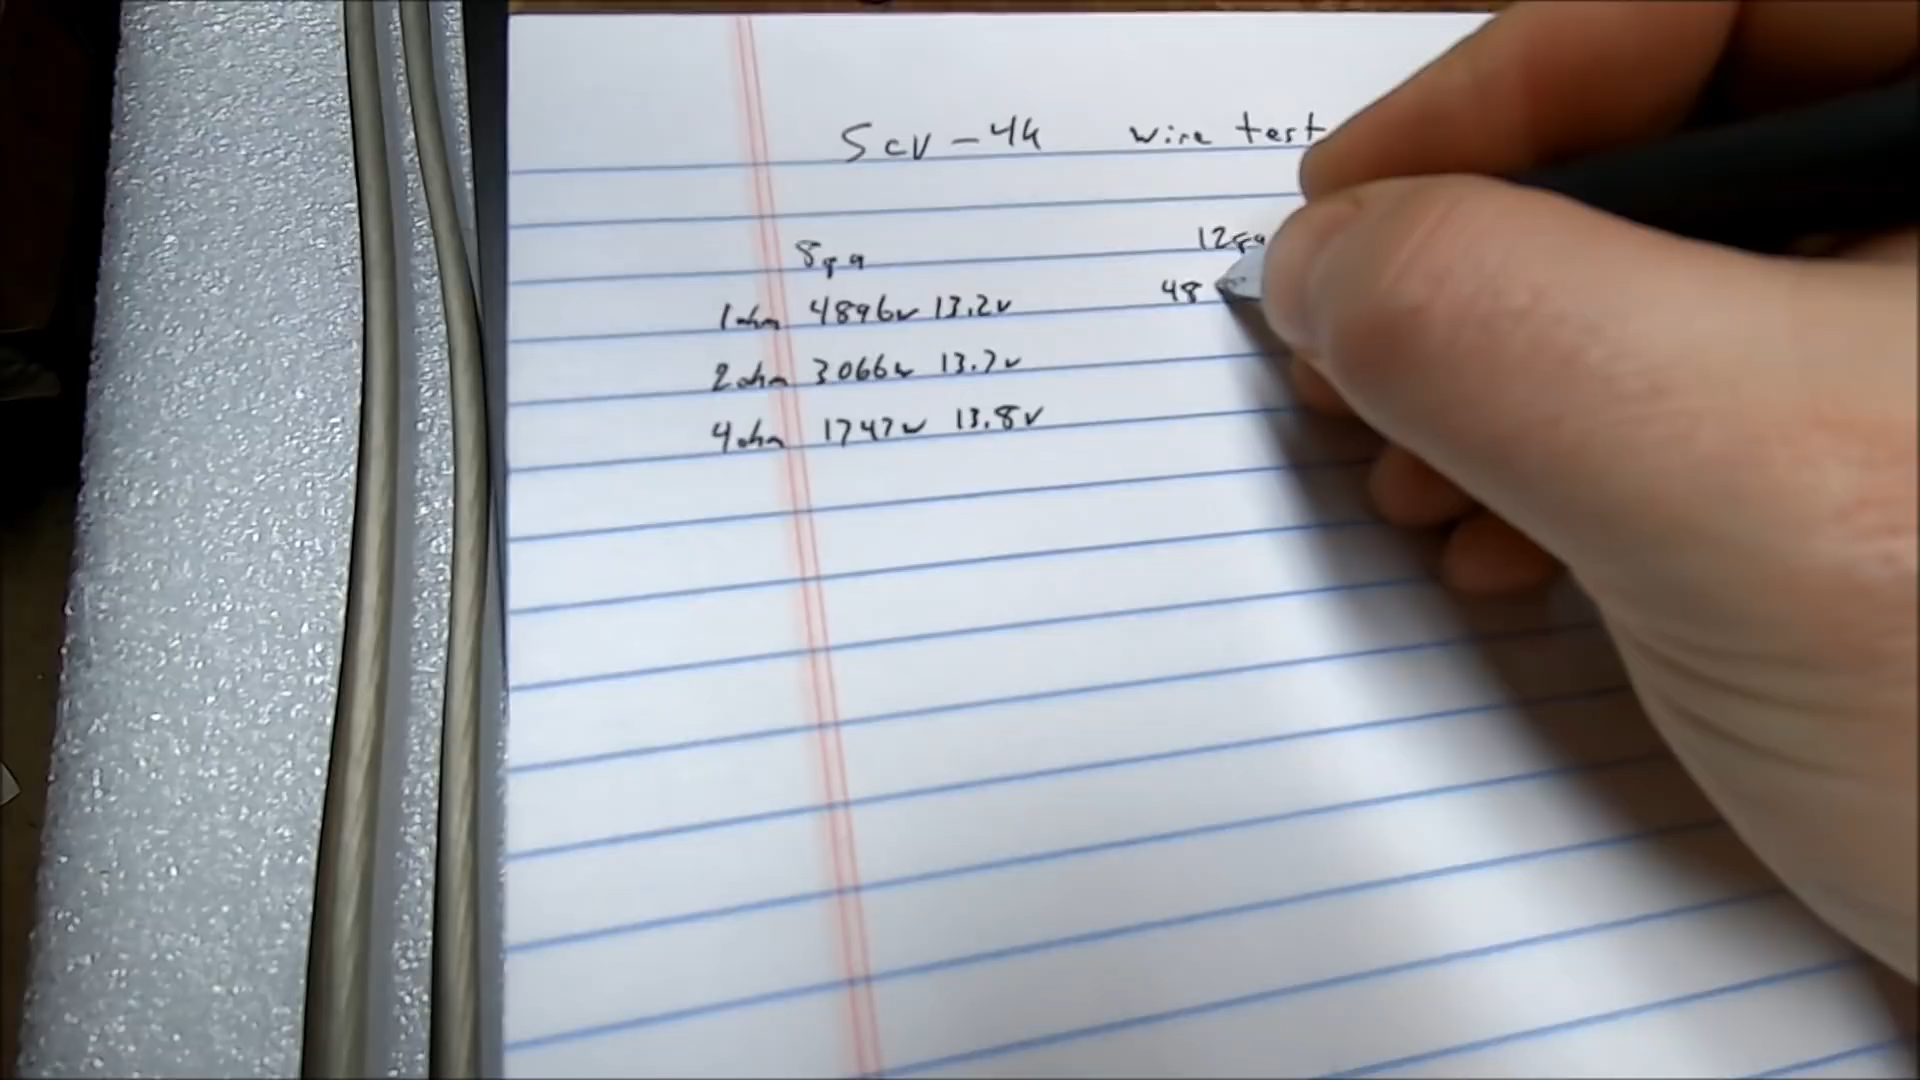 Scv-4k wire test
8ga 12ga
1ohm 4896w 13.2v 48
2ohm 3066w 13.7v
4ohm 1747w 13.8v